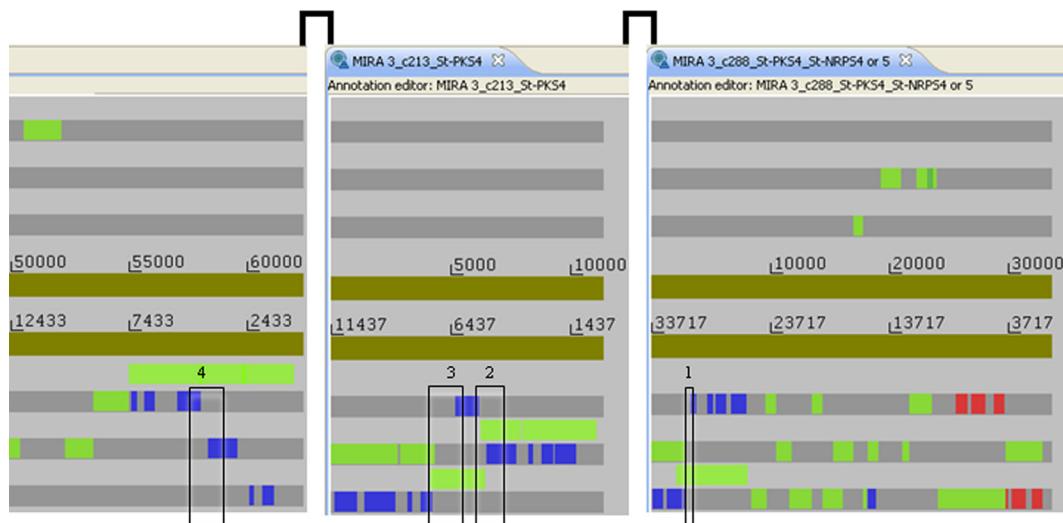 MIRA 3_c213_St-PKS4
MIRA 3_c288_St-PKS4_St-NRPS4 or 5
Annotation editor: MIRA 3_c213_St-PKS4
Annotation editor: MIRA 3_c288_St-PKS4_St-NRPS4 or 5
50000 55000 60000
5000 10000
10000 20000 30000
12433 7433 2433
11437 6437 1437
33717 23717 13717 3717
4
3 2
1